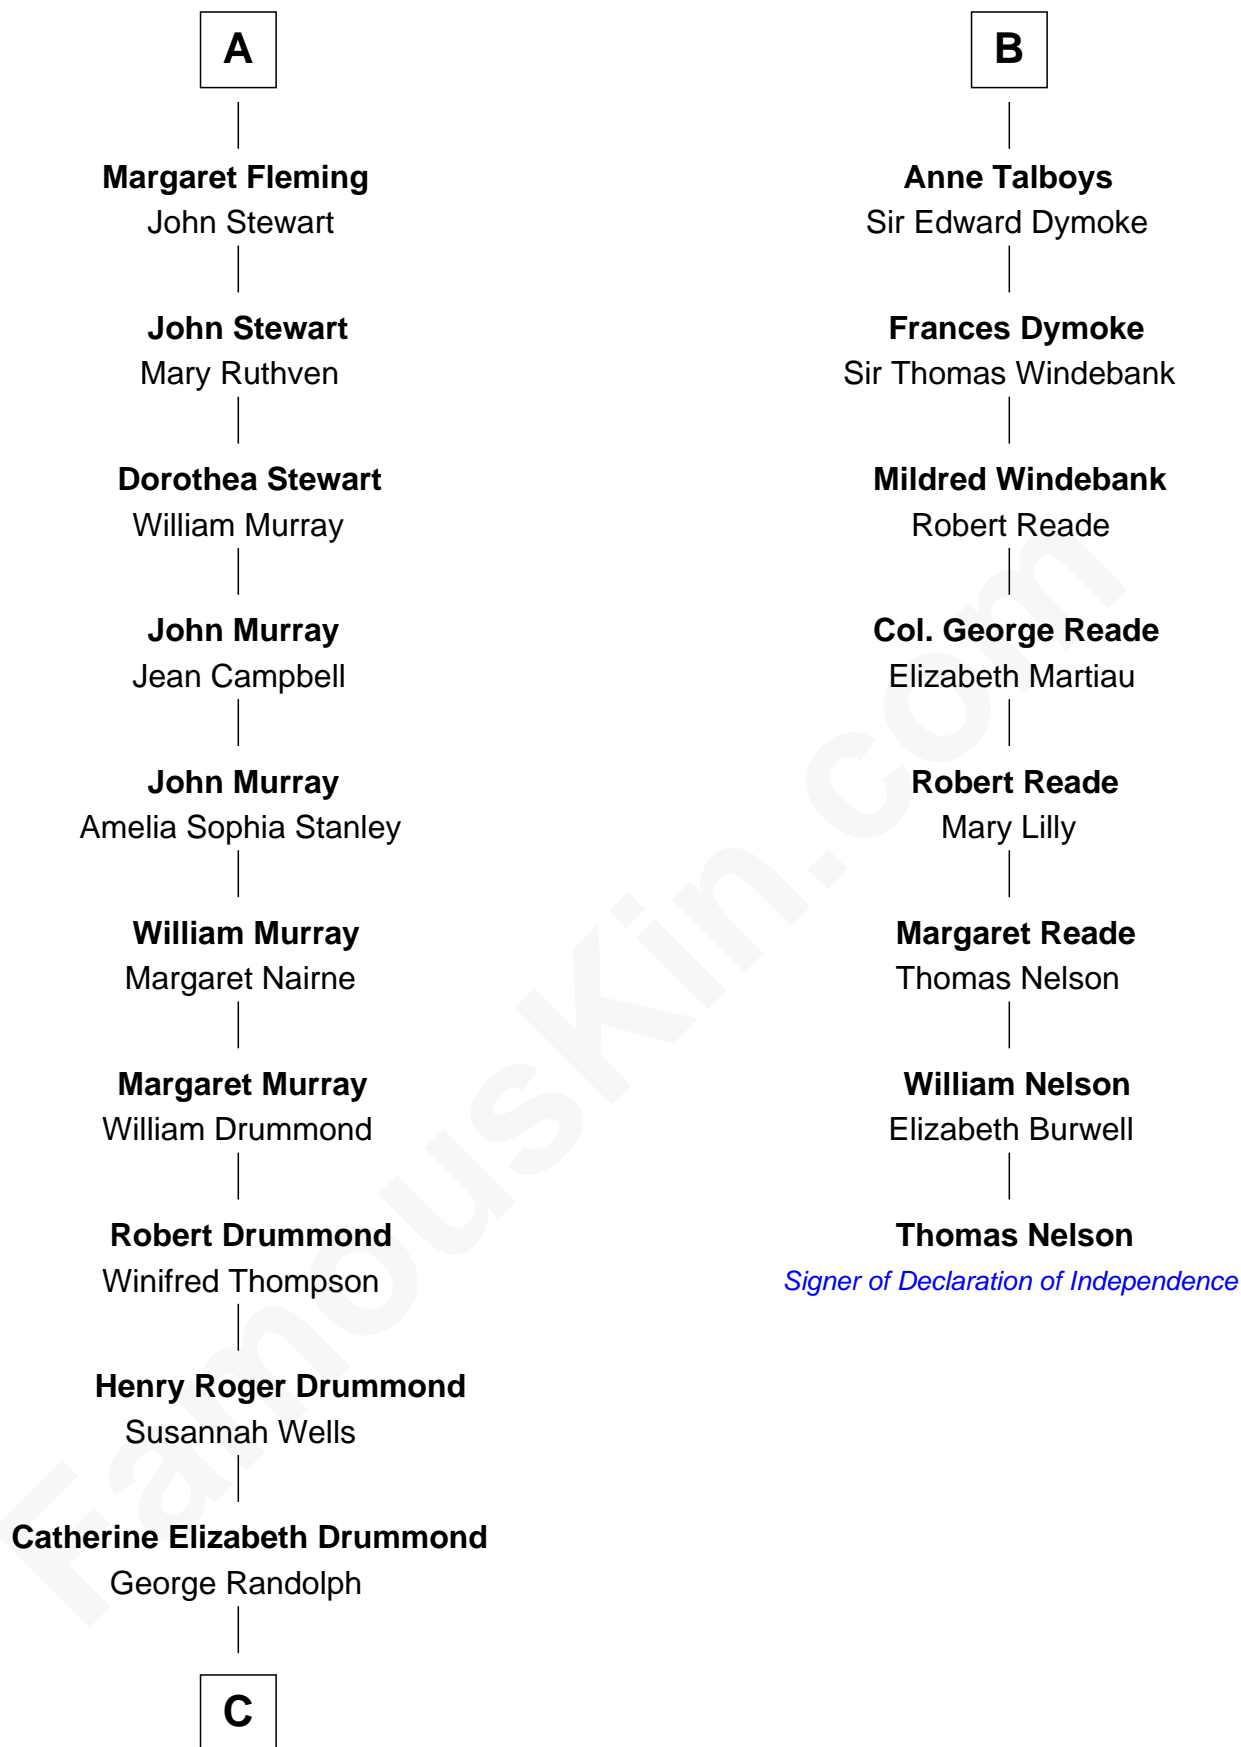 A
Margaret Fleming
John Stewart
John Stewart
Mary Ruthven
Dorothea Stewart
William Murray
John Murray
Jean Campbell
John Murray
Amelia Sophia Stanley
William Murray
Margaret Nairne
Margaret Murray
William Drummond
Robert Drummond
Winifred Thompson
Henry Roger Drummond
Susannah Wells
Catherine Elizabeth Drummond
George Randolph
C
B
Anne Talboys
Sir Edward Dymoke
Frances Dymoke
Sir Thomas Windebank
Mildred Windebank
Robert Reade
Col. George Reade
Elizabeth Martiau
Robert Reade
Mary Lilly
Margaret Reade
Thomas Nelson
William Nelson
Elizabeth Burwell
Thomas Nelson
Signer of Declaration of Independence
FamousKin.com